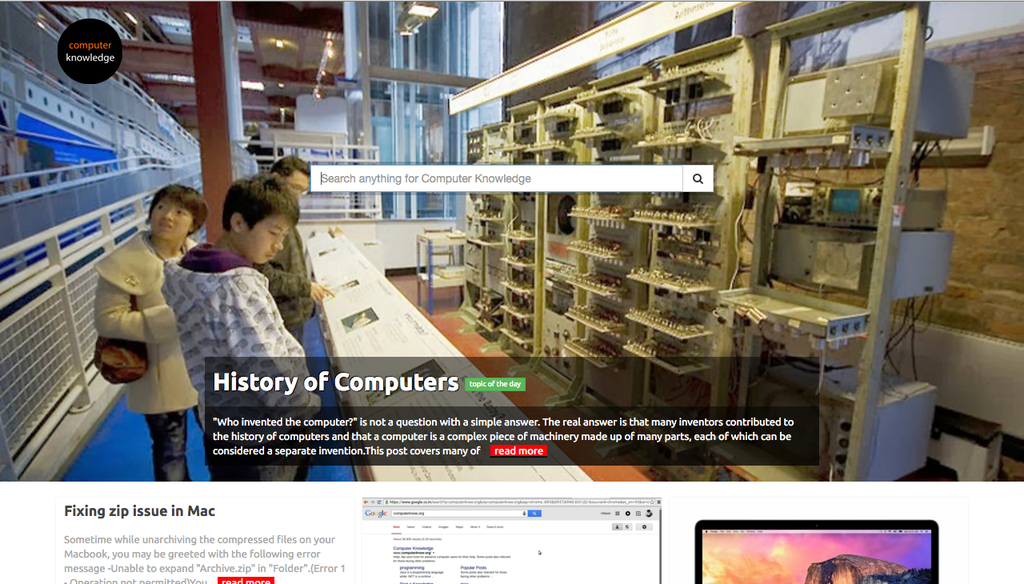 computer
knowledge
Search anything for Computer Knowledge
History of Computers topic of the day
"Who invented the computer?" is not a question with a simple answer. The real answer is that many inventors contributed to
the history of computers and that a computer is a complex piece of machinery made up of many parts, each of which can be
considered a separate invention.This post covers many of read more
Fixing zip issue in Mac
Sometime while unarchiving the compressed files on your
Macbook, you may be greeted with the following error
message -Unable to expand "Archive.zip" in "Folder".(Error 1
- Operation not permitted)You read more
Google
Computer Knowledge
programming
Popular Posts